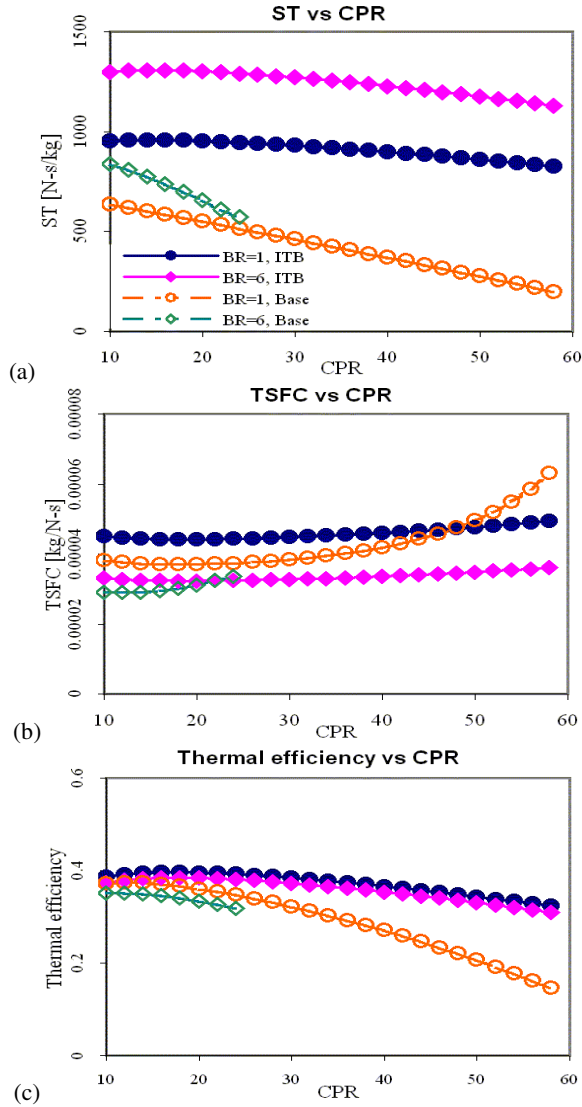 ST vs CPR
1500
1000
500
0
ST [N-s/kg]
BR=1, ITB
BR=6, ITB
BR=1, Base
BR=6, Base
10 20 30 40 50 60
CPR
(a)
TSFC vs CPR
0.00008
0.00006
0.00004
0.00002
0
TSFC [kg/N-s]
10 20 30 40 50 60
CPR
(b)
Thermal efficiency vs CPR
0.6
0.4
0.2
0
Thermal efficiency
10 20 30 40 50 60
CPR
(c)